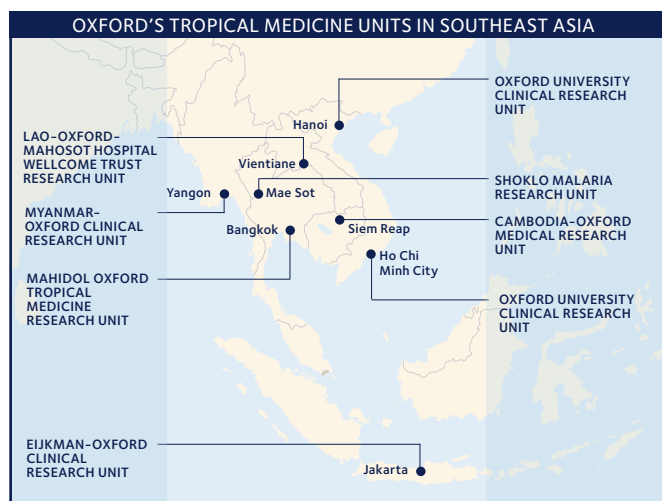 OXFORD'S TROPICAL MEDICINE UNITS IN SOUTHEAST ASIA
OXFORD UNIVERSITY
CLINICAL RESEARCH
UNIT
Hanoi
LAO-OXFORD-
MAHOSOT HOSPITAL
WELLCOME TRUST
RESEARCH UNIT
Vientiane
SHOKLO MALARIA
RESEARCH UNIT
Yangon
Mae Sot
MYANMAR-
OXFORD CLINICAL
RESEARCH UNIT
CAMBODIA-OXFORD
MEDICAL RESEARCH
UNIT
Bangkok
Siem Reap
Ho Chi
Minh City
MAHIDOL OXFORD
TROPICAL
MEDICINE
RESEARCH UNIT
OXFORD UNIVERSITY
CLINICAL RESEARCH
UNIT
EIJKMAN-OXFORD
CLINICAL
RESEARCH UNIT
Jakarta